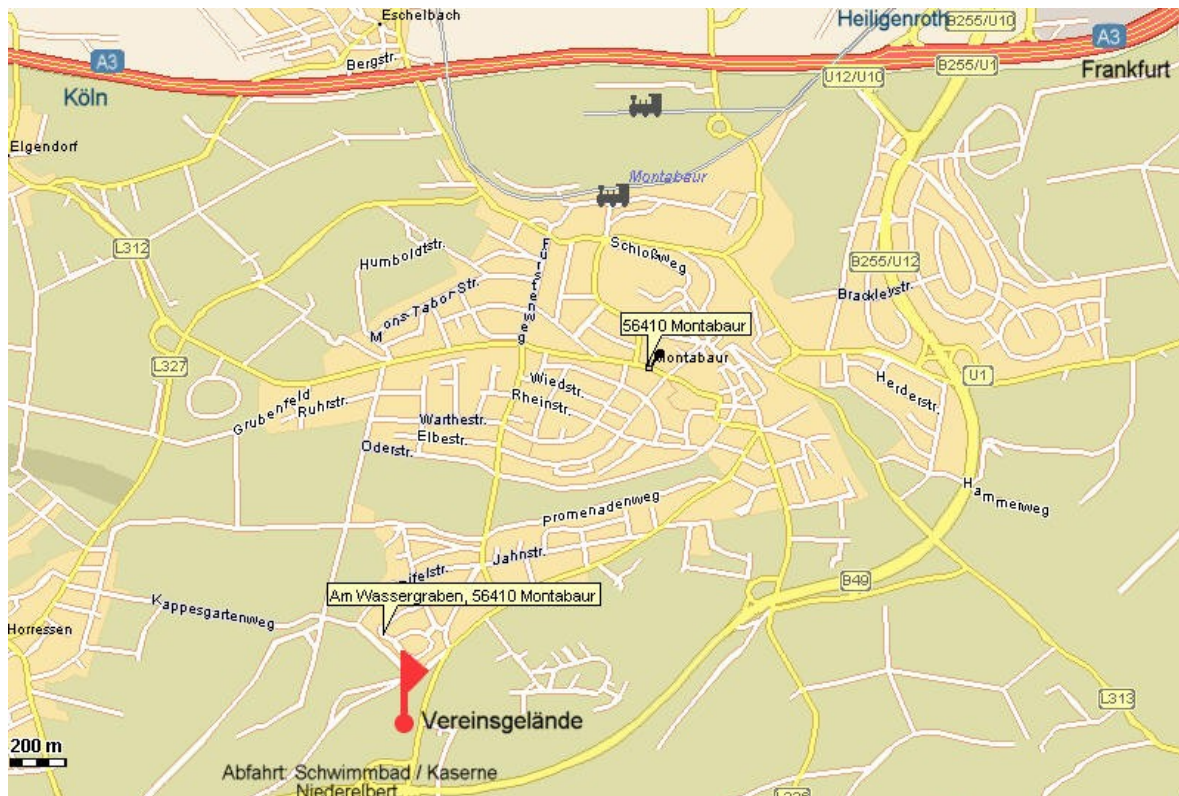 Eschelbach
Heiligenroth
B255/U10
A3
A3
Bergstr.
B255/U1
Frankfurt
U12/U10
Köln
Elgendorf
Montabaur
L312
Humboldtstr.
Fürstenweg
Schloßweg
B255/U12
Brackleystr.
Mons-Tabor-Str.
56410 Montabaur
Montabaur
L327
U1
Wiedstr.
Herderstr.
Rheinstr.
Grubenfeld
Ruhrstr.
Warthestr.
Elbestr.
Oderstr.
Hammerweg
Promenadenweg
Jahnstr.
B49
Am Wassergraben, 56410 Montabaur
Kappesgartenweg
Horressen
L313
Vereinsgelände
200 m
Abfahrt: Schwimmbad / Kaserne
Niederelbert